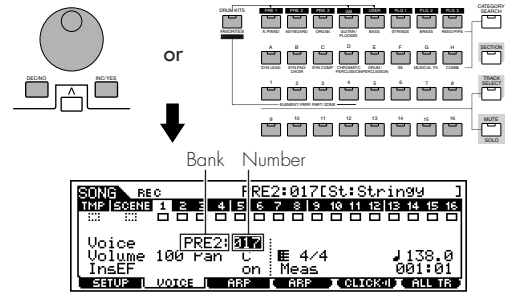 DEC/NO
INC/YES
or
DRUM KITS
FAVORITES
PRE 1 PRE 2 PRE 3 GM USER PLG 1 PLG 2 PLG 3
A.PIANO KEYBOARD ORGAN GUITAR/PLUCKED BASS STRINGS BRASS REED/PIPE
A B C D E F G H
SYN LEAD SYN PAD/CHOIR SYN COMP CHROMATIC PERCUSSION DRUM/PERCUSSION SE MUSICAL FX COMBI
1 2 3 4 5 6 7 8
ELEMENT/PERF. PART/ZONE
9 10 11 12 13 14 15 16
CATEGORY SEARCH
SECTION
TRACK SELECT
MUTE
SOLO
Bank Number
SONG REC PRE2:017[St:Stringy ]
TMP SCENE 1 2 3 4 5 6 7 8 9 10 11 12 13 14 15 16
Voice PRE2:017
Volume 100 Pan C 4/4 ♩138.0
InsEF on Meas 001:01
SETUP VOICE ARP ARP CLICK ALL TR